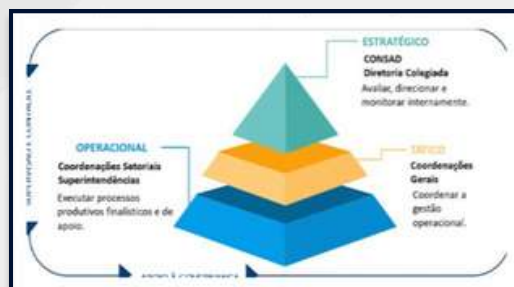 ESTRATÉGICO
CONSAD
Diretoria Colegiada
Avaliar, direcionar e
monitorar internamente.
OPERACIONAL
Coordenações Setoriais
Superintendências
Executar processos
produtivos finalísticos e de
apoio.
TÁTICO
Coordenações
Gerais
Coordenar a
gestão
operacional.